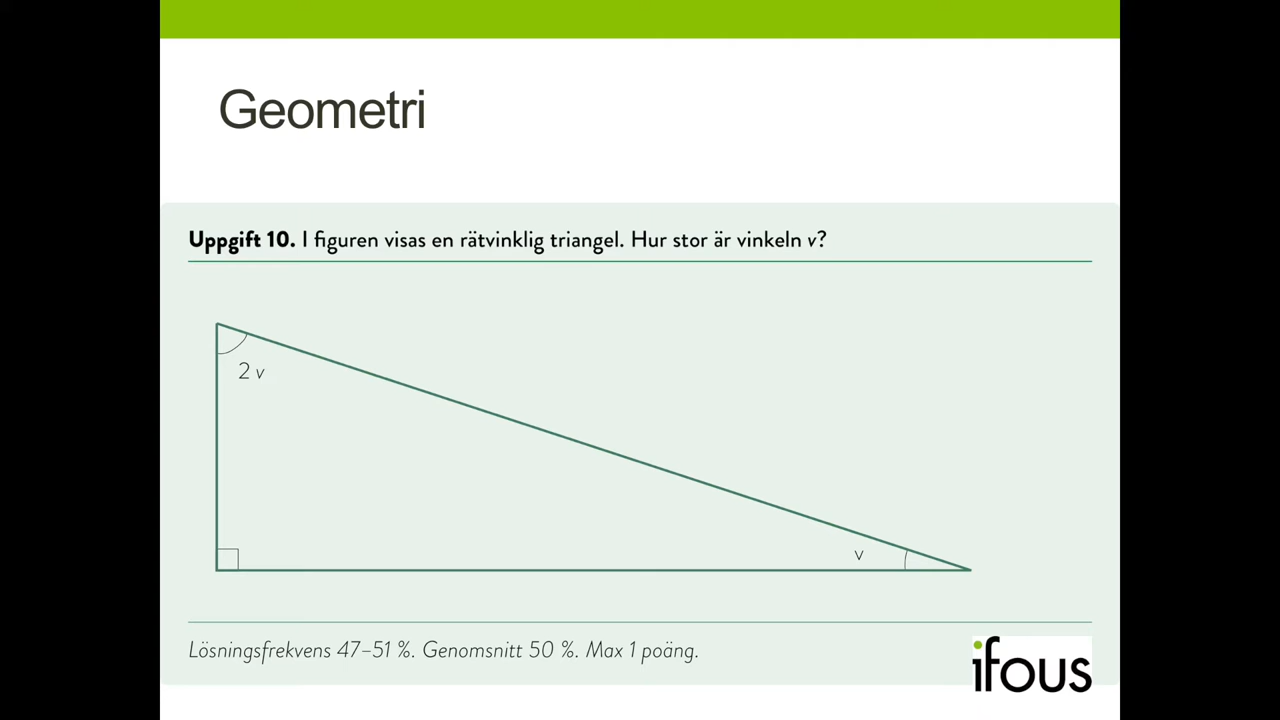 Geometri
Uppgift 10. I figuren visas en rätvinklig triangel. Hur stor är vinkeln v?
2 v
v
Lösningsfrekvens 47–51 %. Genomsnitt 50 %. Max 1 poäng.
ifous